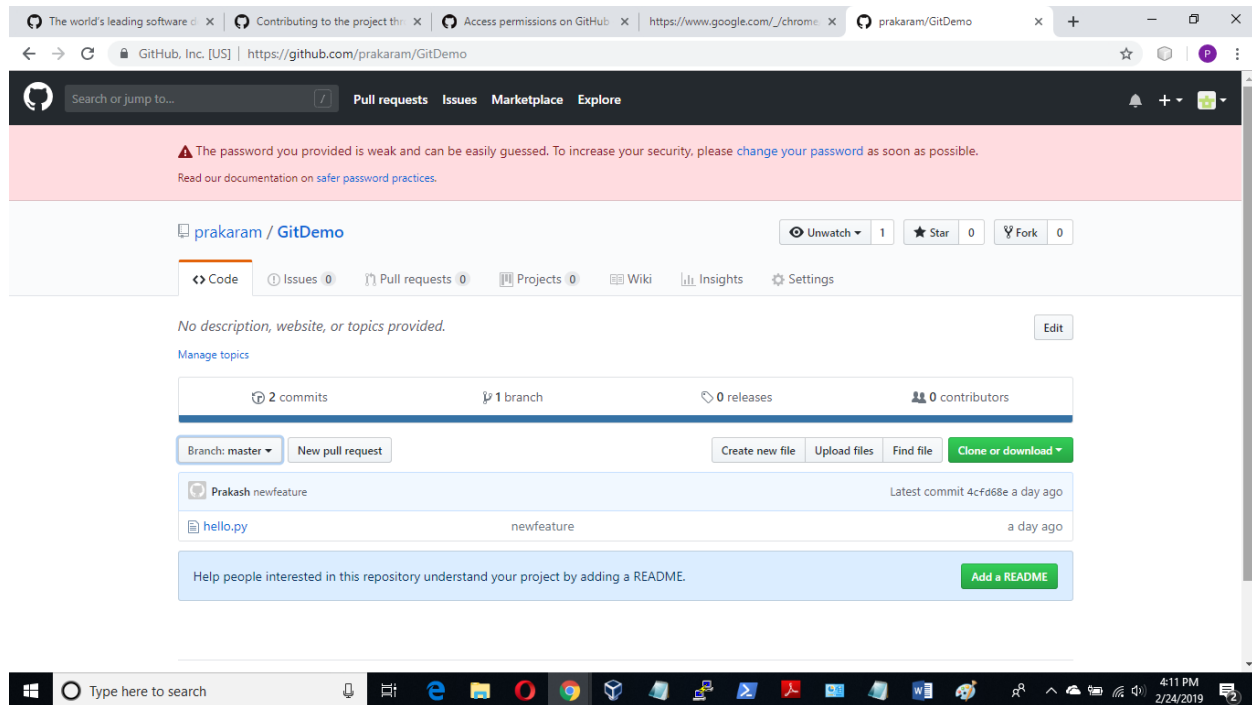 The world's leading software d
Contributing to the project thr
Access permissions on GitHub
https://www.google.com/_/chrome
prakaram/GitDemo
GitHub, Inc. [US] | https://github.com/prakaram/GitDemo
P
Search or jump to... /
Pull requests Issues Marketplace Explore
The password you provided is weak and can be easily guessed. To increase your security, please change your password as soon as possible.
Read our documentation on safer password practices.
prakaram / GitDemo
Unwatch 1 Star 0 Fork 0
Code Issues 0 Pull requests 0 Projects 0 Wiki Insights Settings
No description, website, or topics provided.
Edit
Manage topics
2 commits 1 branch 0 releases 0 contributors
Branch: master New pull request Create new file Upload files Find file Clone or download
Prakash newfeature Latest commit 4cfd68e a day ago
hello.py newfeature a day ago
Help people interested in this repository understand your project by adding a README. Add a README
Type here to search
4:11 PM
2/24/2019
2